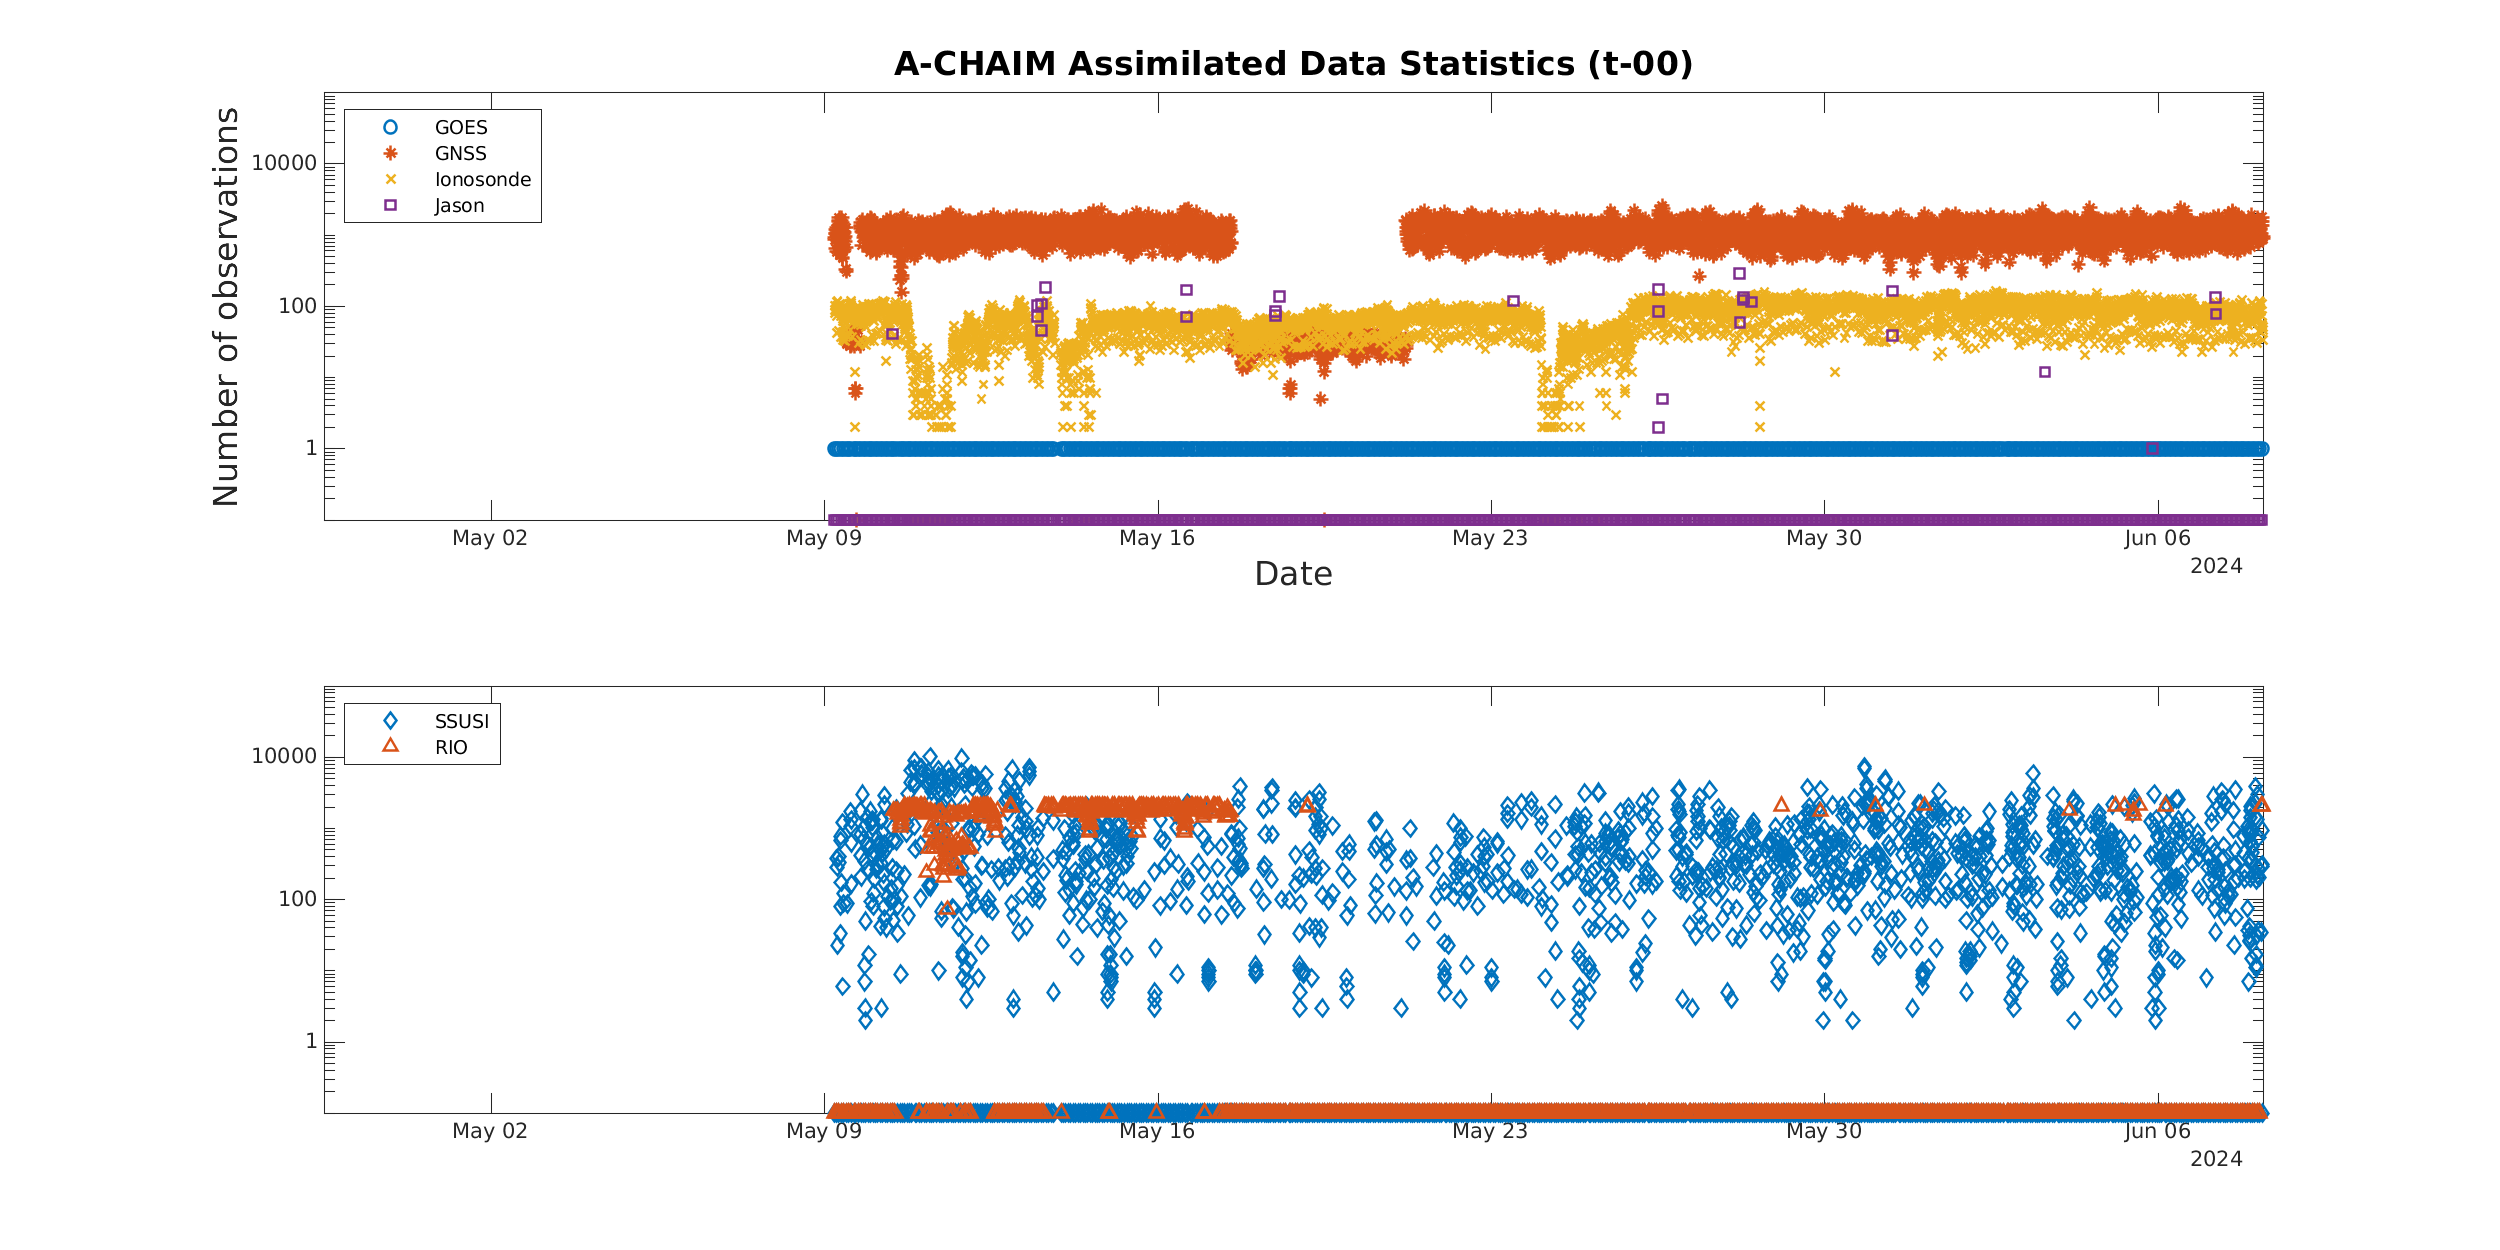 A-CHAIM Assimilated Data Statistics (t-00)
Number of observations
10000
100
1
GOES
GNSS
Ionosonde
Jason
May 02
May 09
May 16
May 23
May 30
Jun 06
2024
Date
10000
100
1
SSUSI
RIO
May 02
May 09
May 16
May 23
May 30
Jun 06
2024